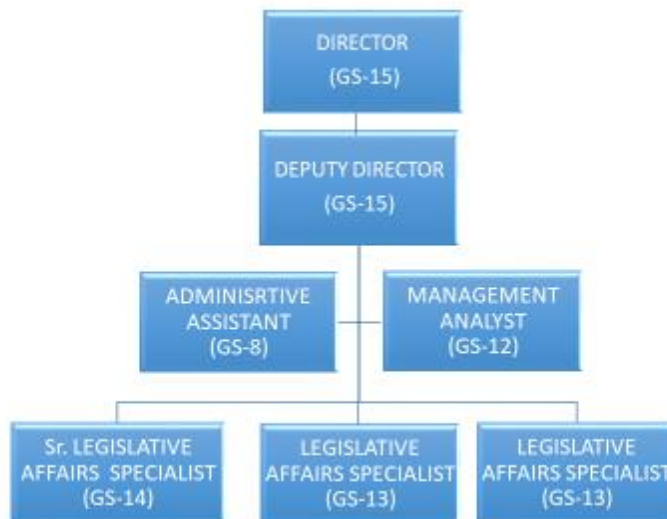 DIRECTOR
(GS-15)
DEPUTY DIRECTOR
(GS-15)
ADMINISRTIVE
ASSISTANT
(GS-8)
MANAGEMENT
ANALYST
(GS-12)
Sr. LEGISLATIVE
AFFAIRS SPECIALIST
(GS-14)
LEGISLATIVE
AFFAIRS SPECIALIST
(GS-13)
LEGISLATIVE
AFFAIRS SPECIALIST
(GS-13)